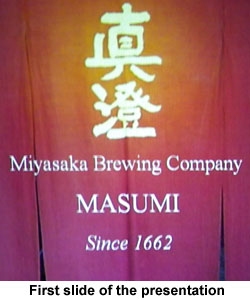 真
澄
Miyasaka Brewing Company
MASUMI
Since 1662
First slide of the presentation